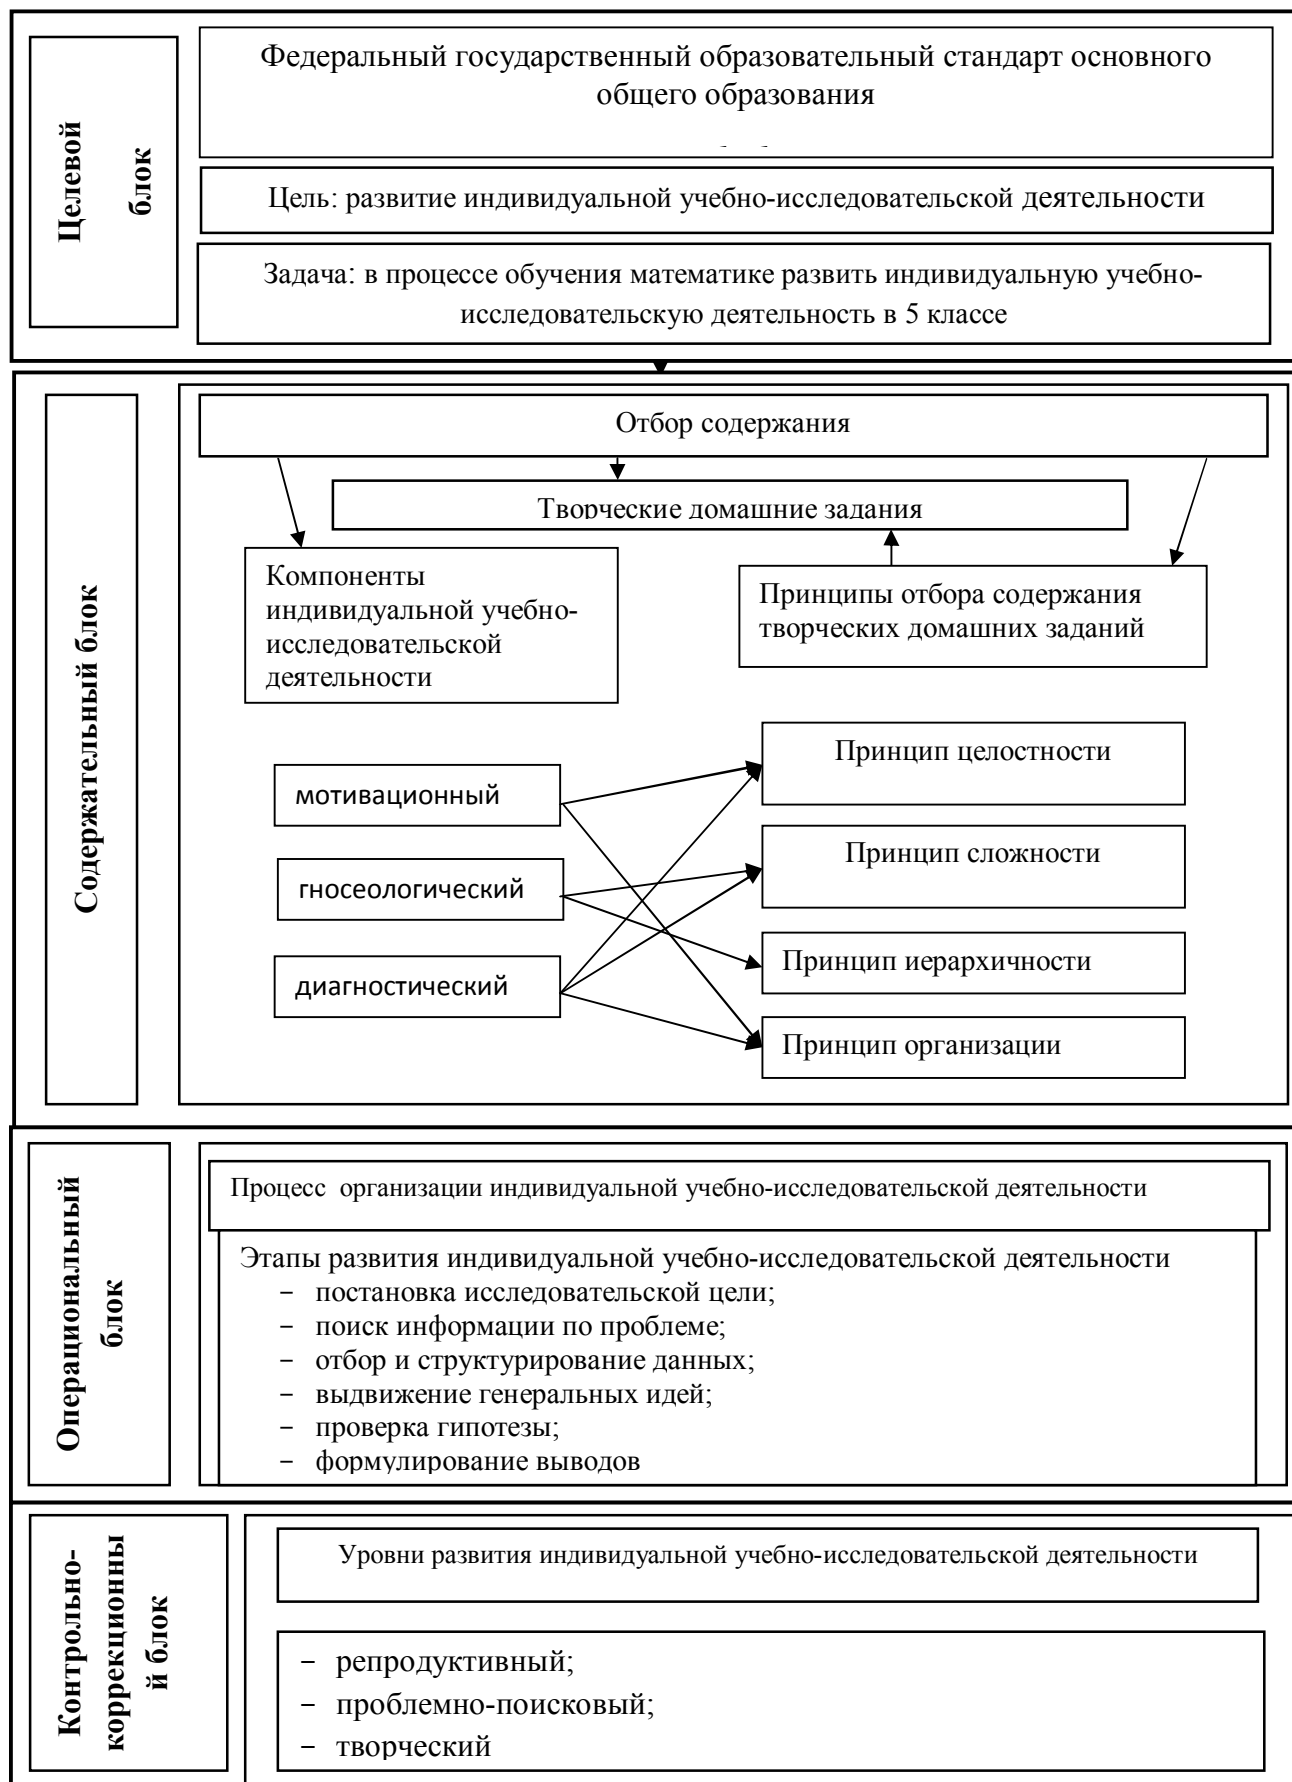 Целевой
блок
Федеральный государственный образовательный стандарт основного
общего образования
Цель: развитие индивидуальной учебно-исследовательской деятельности
Задача: в процессе обучения математике развить индивидуальную учебно-
исследовательскую деятельность в 5 классе
Содержательный блок
Отбор содержания
Творческие домашние задания
Компоненты
индивидуальной учебно-
исследовательской
деятельности
Принципы отбора содержания
творческих домашних заданий
мотивационный
гносеологический
диагностический
Принцип целостности
Принцип сложности
Принцип иерархичности
Принцип организации
Операциональный
блок
Процесс организации индивидуальной учебно-исследовательской деятельности
Этапы развития индивидуальной учебно-исследовательской деятельности
− постановка исследовательской цели;
− поиск информации по проблеме;
− отбор и структурирование данных;
− выдвижение генеральных идей;
− проверка гипотезы;
− формулирование выводов
Контрольно-
коррекционны
й блок
Уровни развития индивидуальной учебно-исследовательской деятельности
− репродуктивный;
− проблемно-поисковый;
− творческий